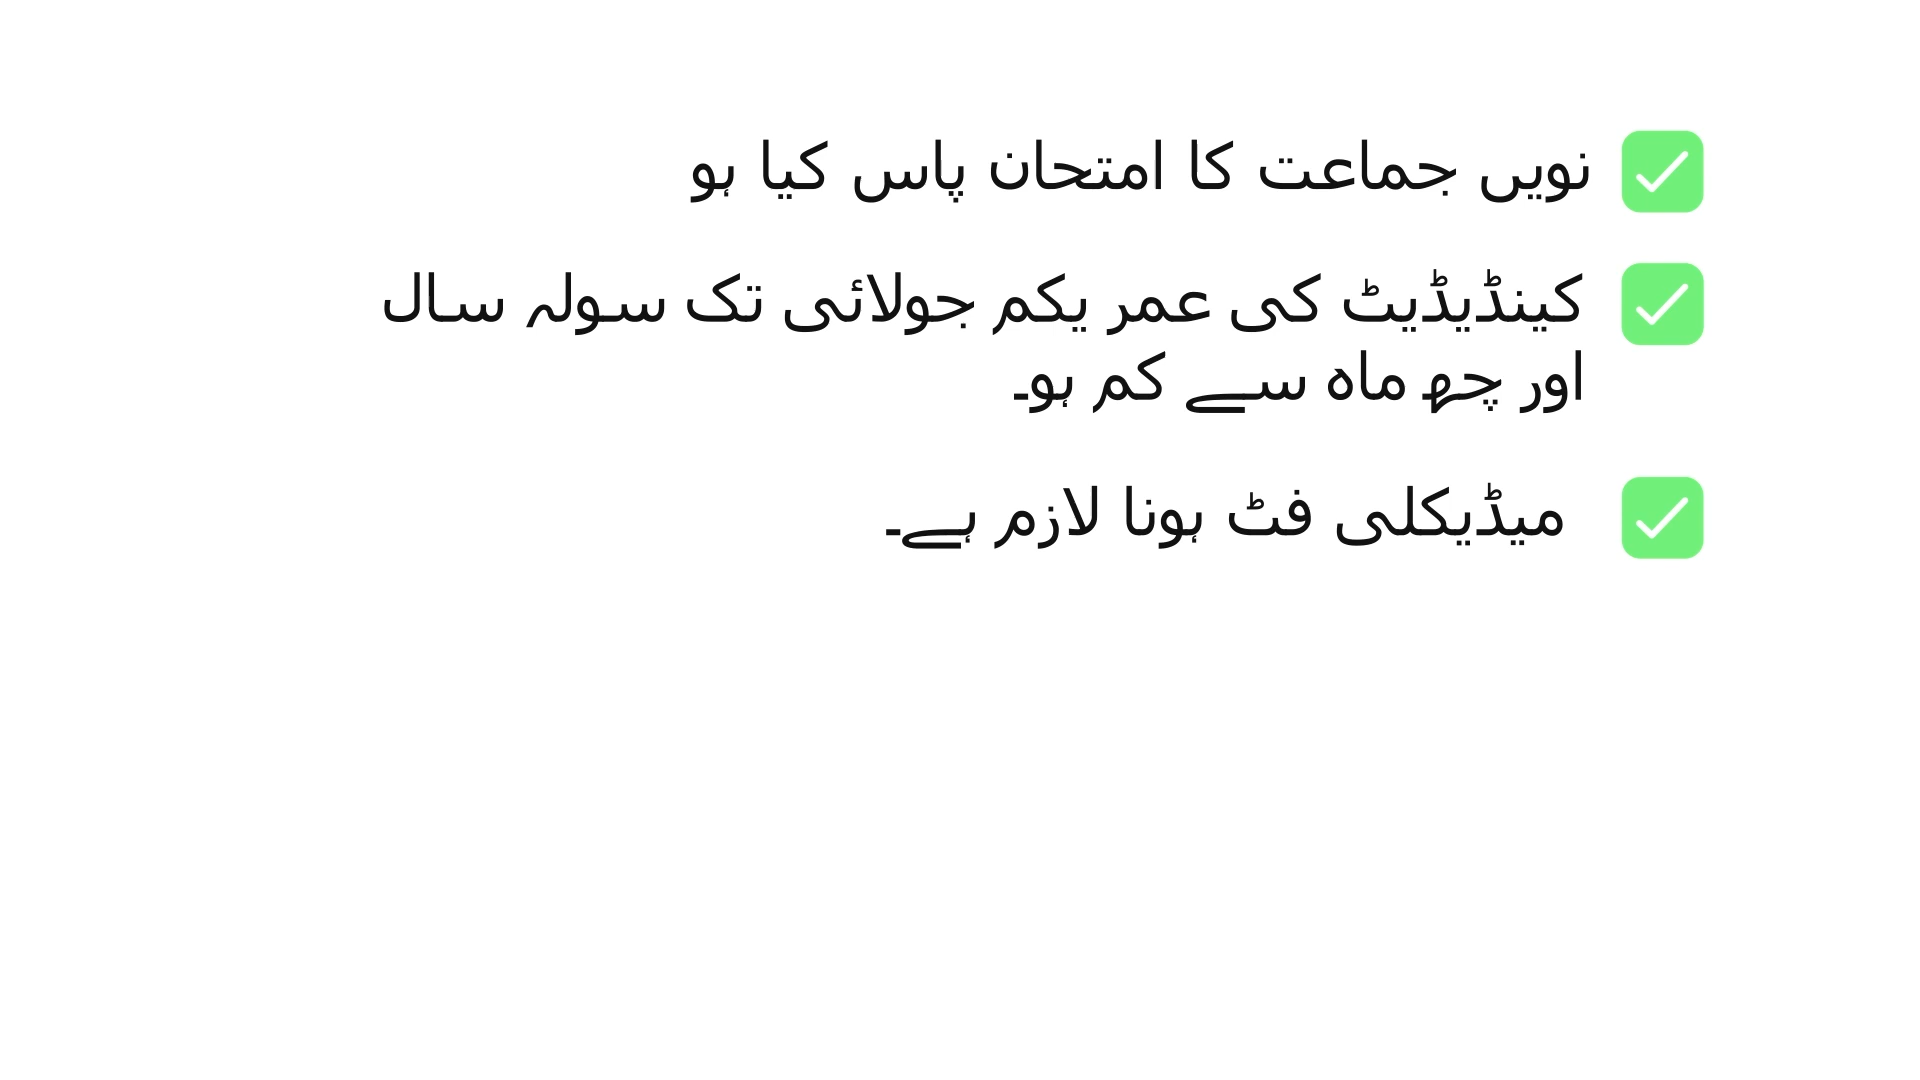 نویں جماعت کا امتحان پاس کیا ہو
کینڈیڈیٹ کی عمر یکم جولائی تک سولہ سال
اور چھ ماہ سے کم ہو۔
میڈیکلی فٹ ہونا لازم ہے۔